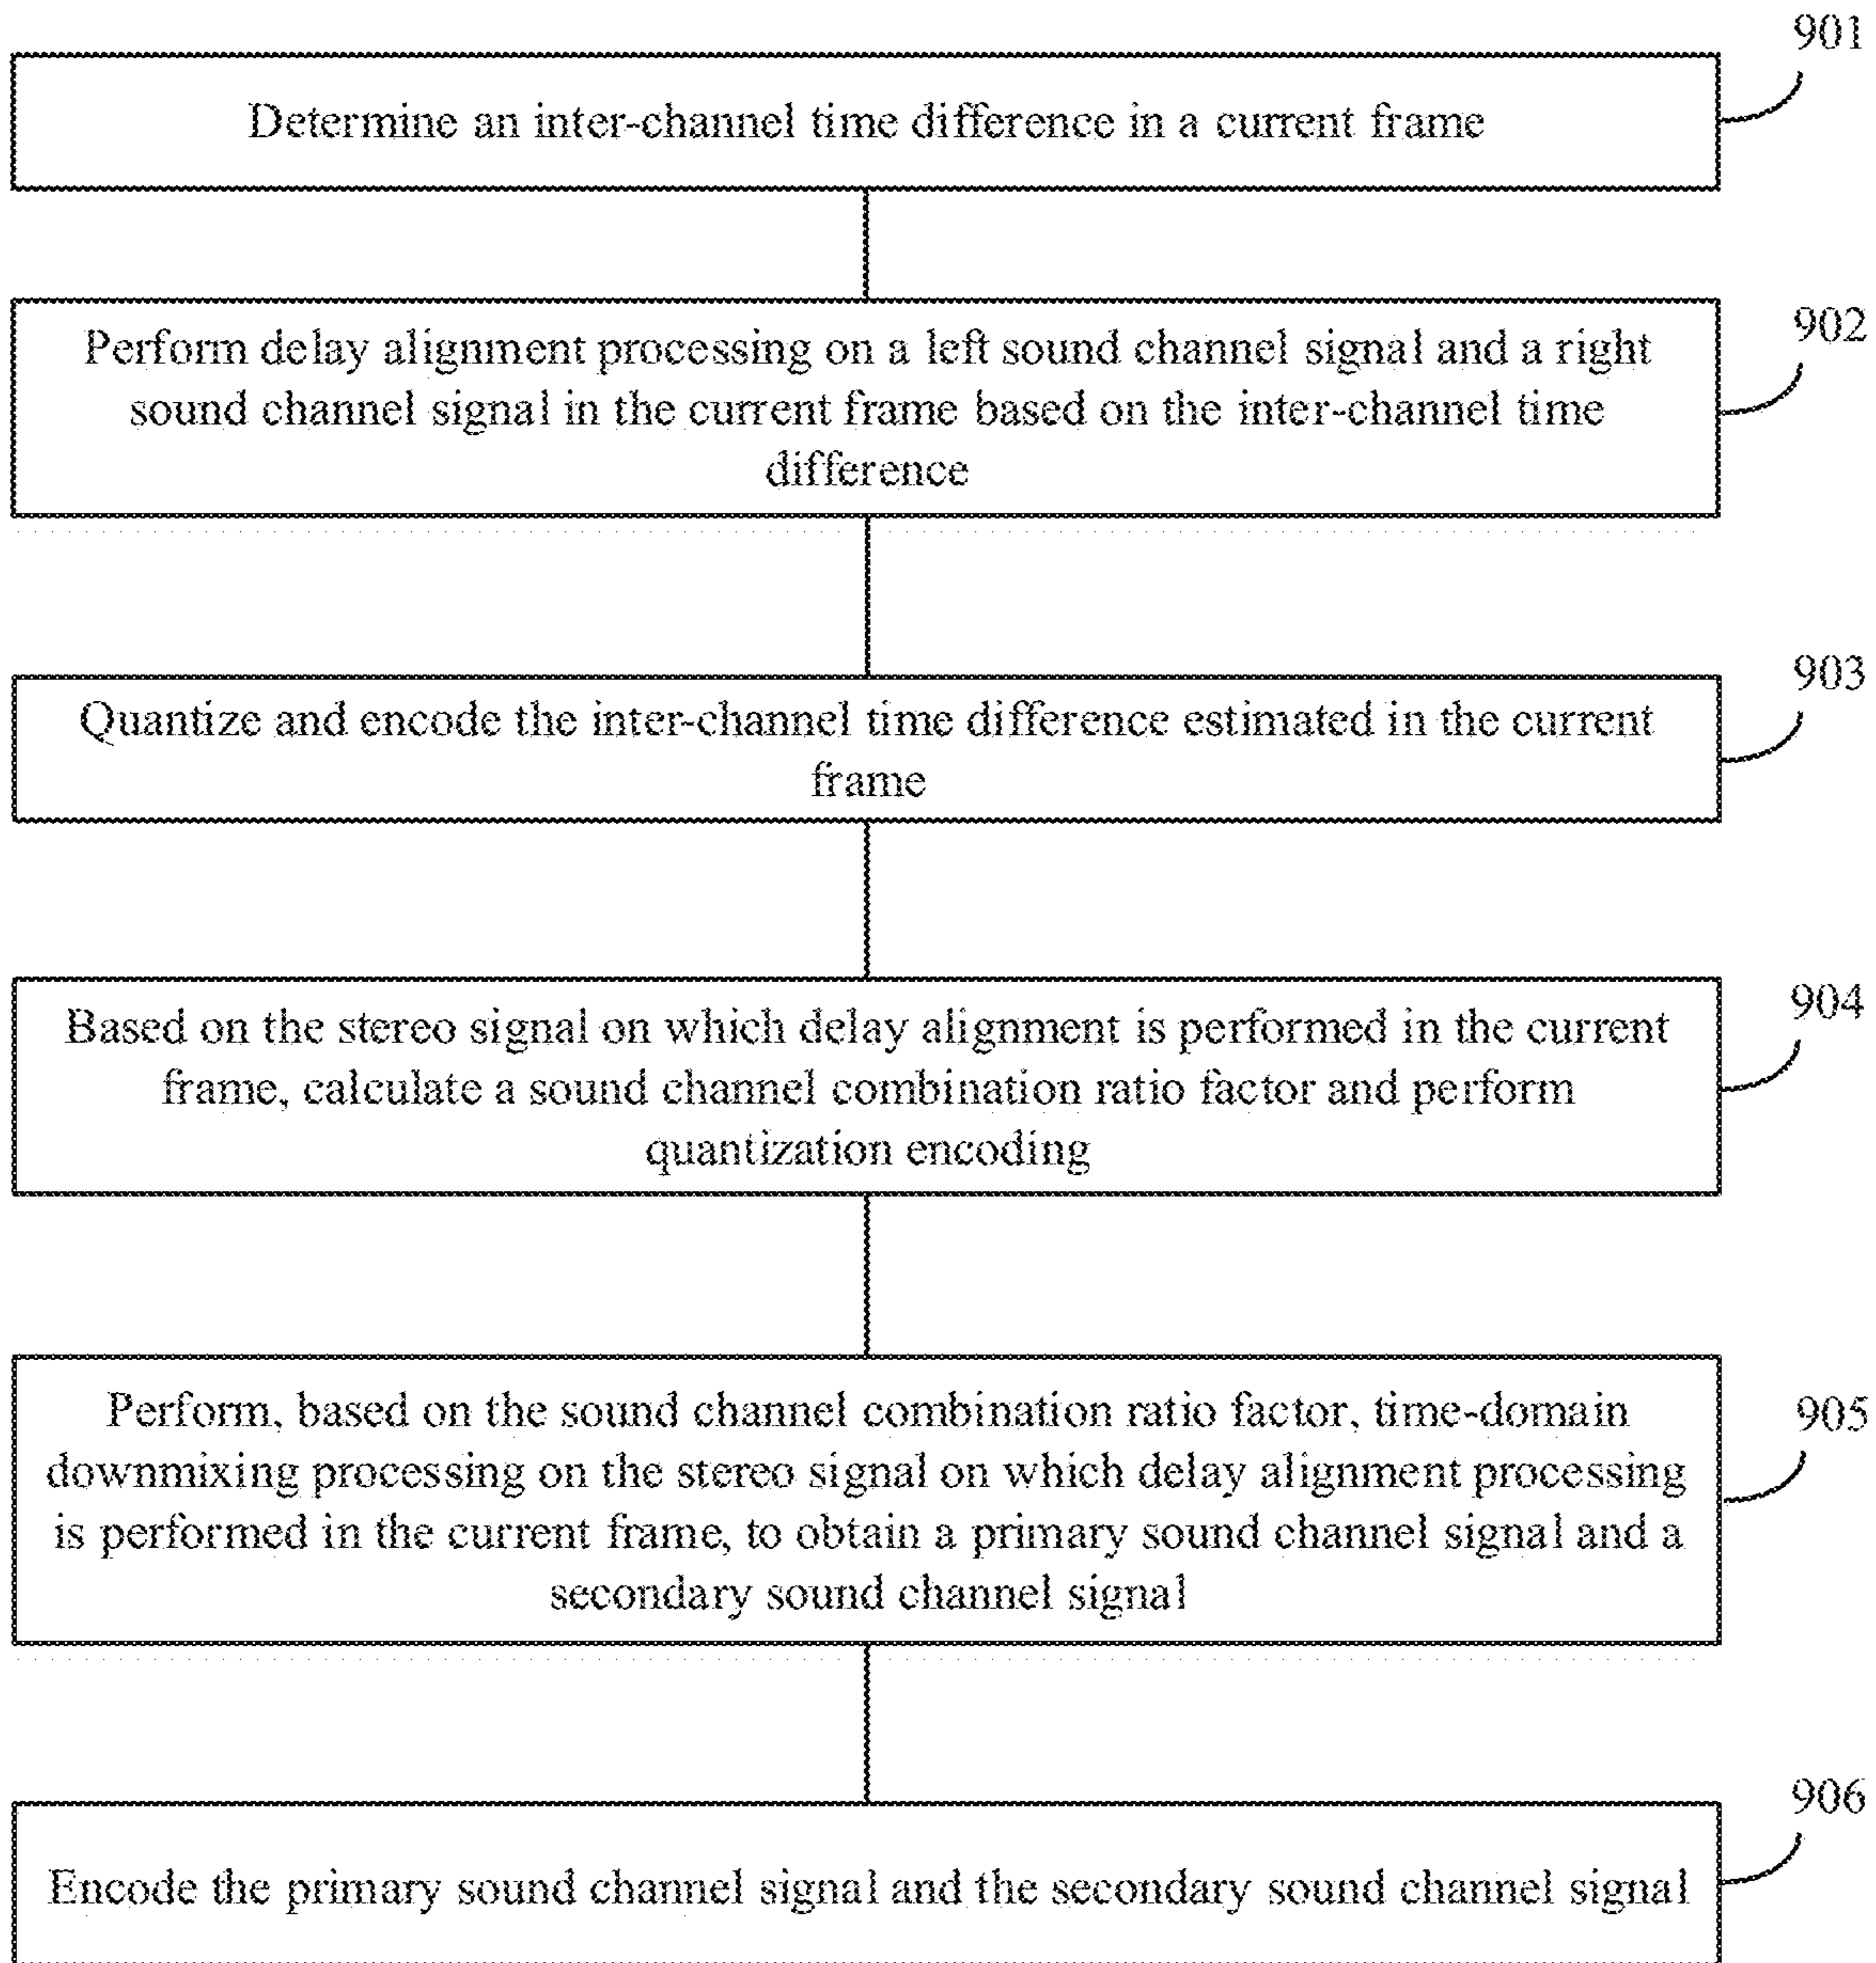 901
Determine an inter-channel time difference in a current frame
902
Perform delay alignment processing on a left sound channel signal and a right
sound channel signal in the current frame based on the inter-channel time
difference
903
Quantize and encode the inter-channel time difference estimated in the current
frame
904
Based on the stereo signal on which delay alignment is performed in the current
frame, calculate a sound channel combination ratio factor and perform
quantization encoding
905
Perform, based on the sound channel combination ratio factor, time-domain
downmixing processing on the stereo signal on which delay alignment processing
is performed in the current frame, to obtain a primary sound channel signal and a
secondary sound channel signal
906
Encode the primary sound channel signal and the secondary sound channel signal